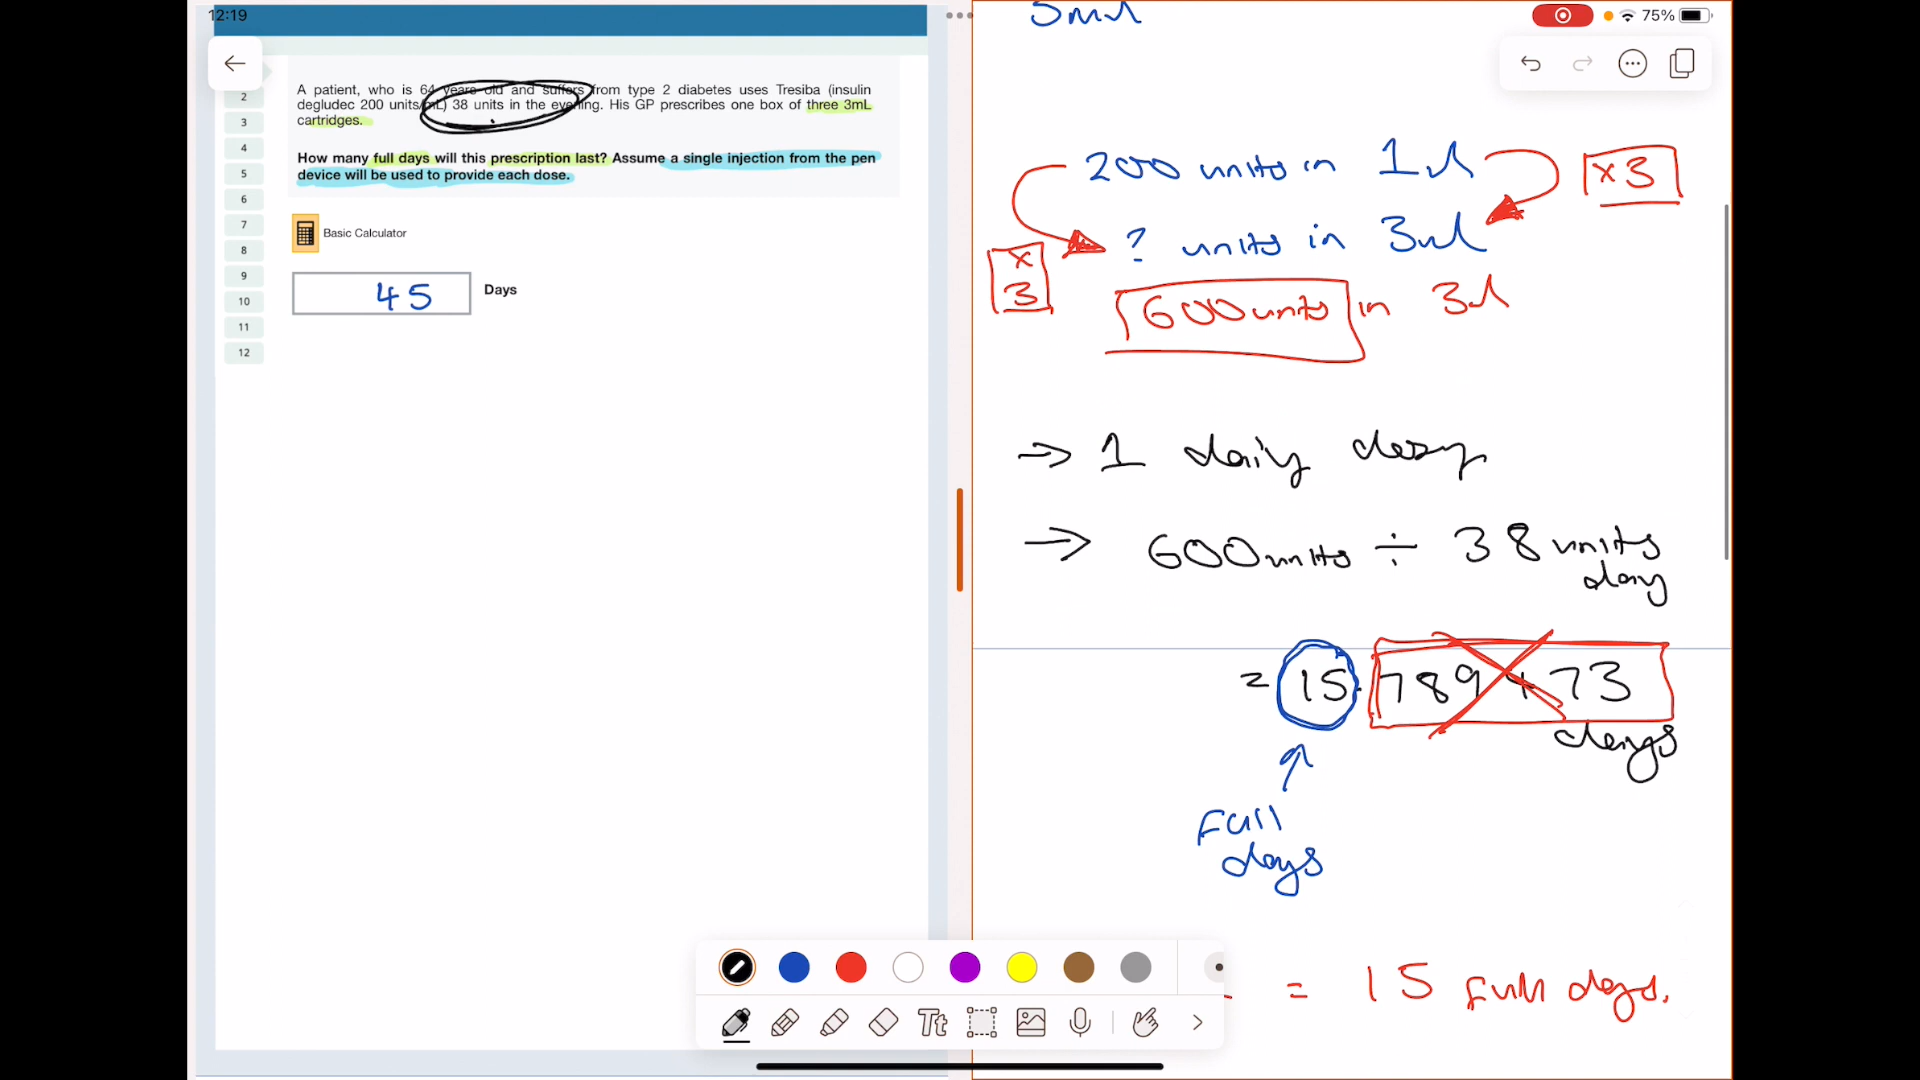 12:19
75%
A patient, who is 64 years old and suffers from type 2 diabetes uses Tresiba (insulin
degludec 200 units/mL) 38 units in the evening. His GP prescribes one box of three 3mL
cartridges.
How many full days will this prescription last? Assume a single injection from the pen
device will be used to provide each dose.
Basic Calculator
45 Days
2
3
4
5
6
7
8
9
10
11
12
200 units in 1ml
x3
? units in 3ml
x
3
600 units in 3ml
→ 1 daily
→ 600 units ÷ 38 units
day
= 15.789473
days
Full
days
= 15 full days.
Tt